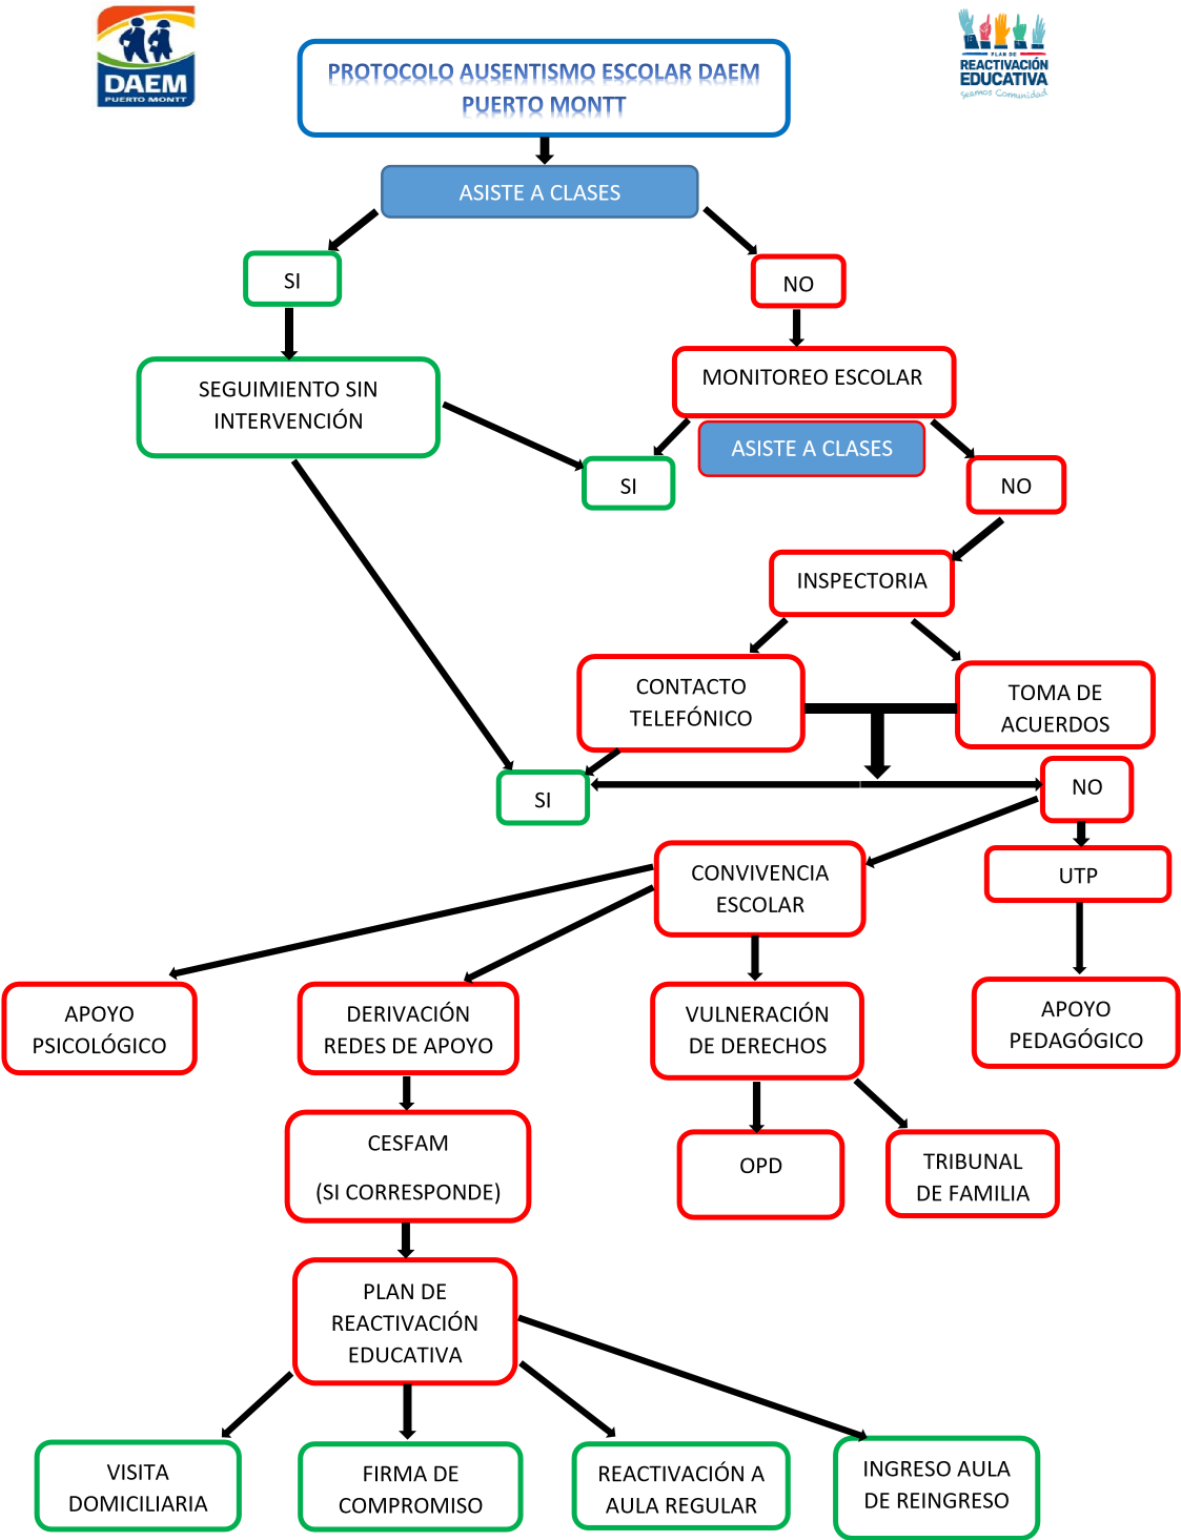 DAEM
PUERTO MONTT
PLAN DE
REACTIVACIÓN
EDUCATIVA
Seamos Comunidad
PROTOCOLO AUSENTISMO ESCOLAR DAEM
PUERTO MONTT
ASISTE A CLASES
SI
NO
SEGUIMIENTO SIN
INTERVENCIÓN
MONITOREO ESCOLAR
ASISTE A CLASES
SI
NO
INSPECTORIA
CONTACTO
TELEFÓNICO
TOMA DE
ACUERDOS
SI
NO
CONVIVENCIA
ESCOLAR
UTP
APOYO
PSICOLÓGICO
DERIVACIÓN
REDES DE APOYO
VULNERACIÓN
DE DERECHOS
APOYO
PEDAGÓGICO
CESFAM
(SI CORRESPONDE)
OPD
TRIBUNAL
DE FAMILIA
PLAN DE
REACTIVACIÓN
EDUCATIVA
VISITA
DOMICILIARIA
FIRMA DE
COMPROMISO
REACTIVACIÓN A
AULA REGULAR
INGRESO AULA
DE REINGRESO